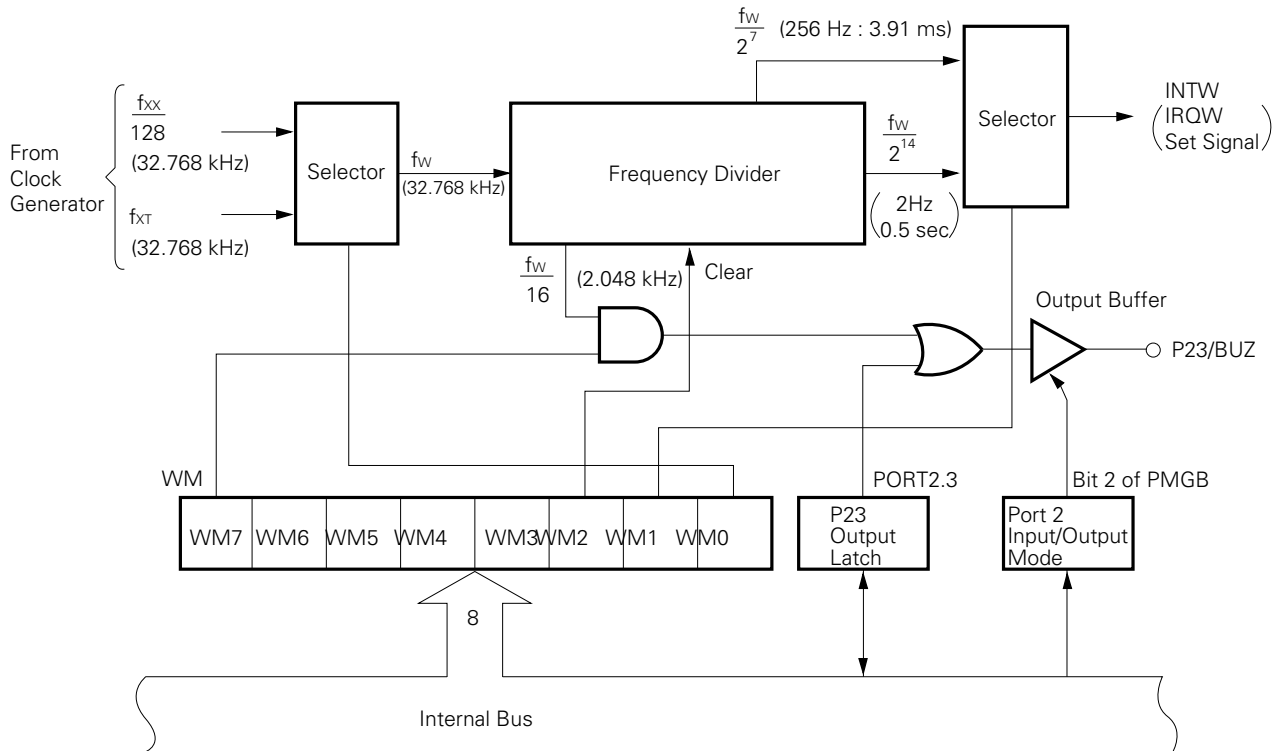 fW
2^7 (256 Hz : 3.91 ms)
fXX
128
(32.768 kHz)
From
Clock
Generator
fXT
(32.768 kHz)
Selector
fW
(32.768 kHz)
Frequency Divider
fW
2^14
(2Hz
0.5 sec)
Selector
INTW
(IRQW
Set Signal)
fW
16 (2.048 kHz)
Clear
Output Buffer
P23/BUZ
WM
PORT2.3
Bit 2 of PMGB
WM7 WM6 WM5 WM4 WM3 WM2 WM1 WM0
P23
Output
Latch
Port 2
Input/Output
Mode
8
Internal Bus